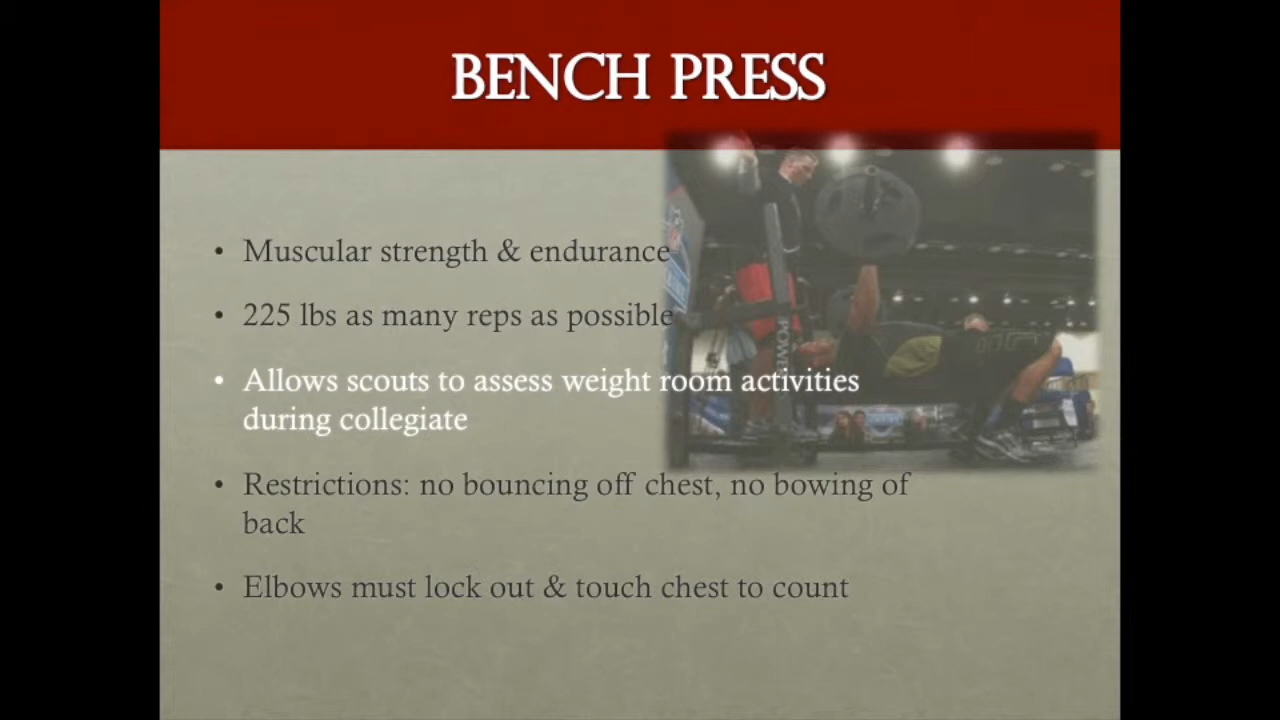 BENCH PRESS
• Muscular strength & endurance
• 225 lbs as many reps as possible
• Allows scouts to assess weight room activities
during collegiate
• Restrictions: no bouncing off chest, no bowing of
back
• Elbows must lock out & touch chest to count
POWER